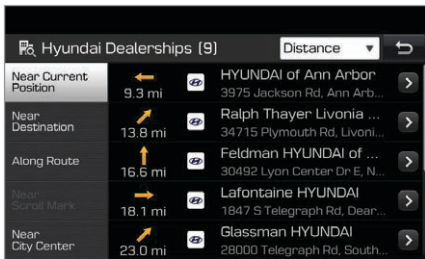 Hyundai Dealerships (9)
Distance
Near Current
Position
9.3 mi
HYUNDAI of Ann Arbor
3975 Jackson Rd, Ann Arb...
Near
Destination
13.8 mi
Ralph Thayer Livonia ...
34715 Plymouth Rd, Livoni...
Along Route
16.6 mi
Feldman HYUNDAI of ...
30492 Lyon Center Dr E, N...
Near
Scroll Mark
18.1 mi
Lafontaine HYUNDAI
1847 S Telegraph Rd, Dear...
Near
City Center
23.0 mi
Glassman HYUNDAI
28000 Telegraph Rd, South...